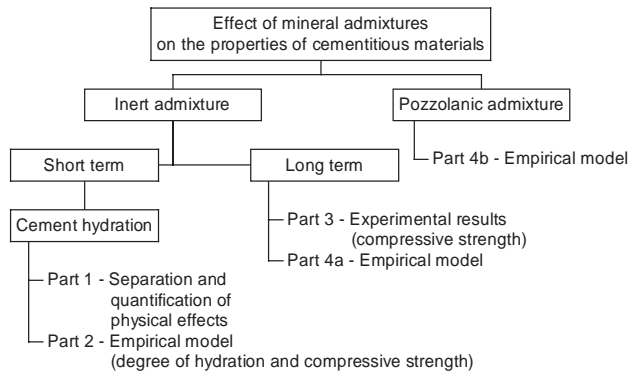 Effect of mineral admixtures
on the properties of cementitious materials
Inert admixture
Pozzolanic admixture
Short term
Long term
Part 4b - Empirical model
Cement hydration
Part 3 - Experimental results
(compressive strength)
Part 4a - Empirical model
Part 1 - Separation and
quantification of
physical effects
Part 2 - Empirical model
(degree of hydration and compressive strength)